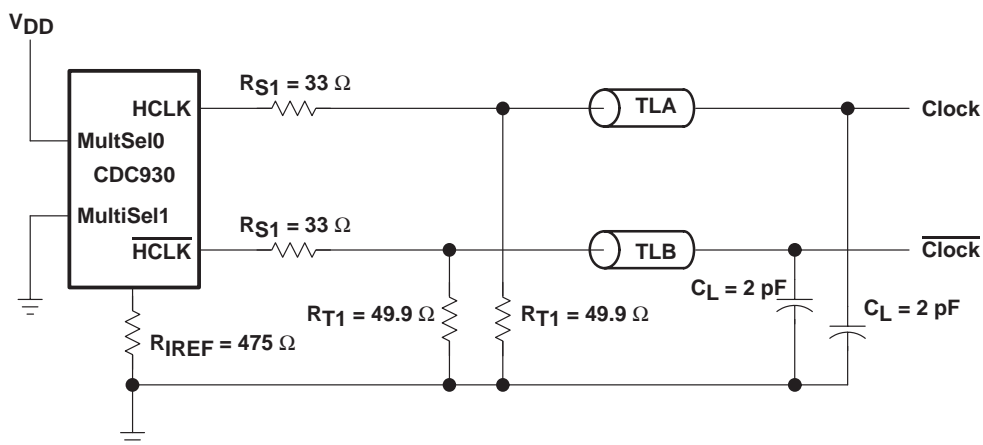 VDD
RS1 = 33 Ω
HCLK
TLA
Clock
MultSel0
CDC930
MultiSel1
RS1 = 33 Ω
HCLK
TLB
Clock
CL = 2 pF
RT1 = 49.9 Ω
RT1 = 49.9 Ω
CL = 2 pF
RIREF = 475 Ω